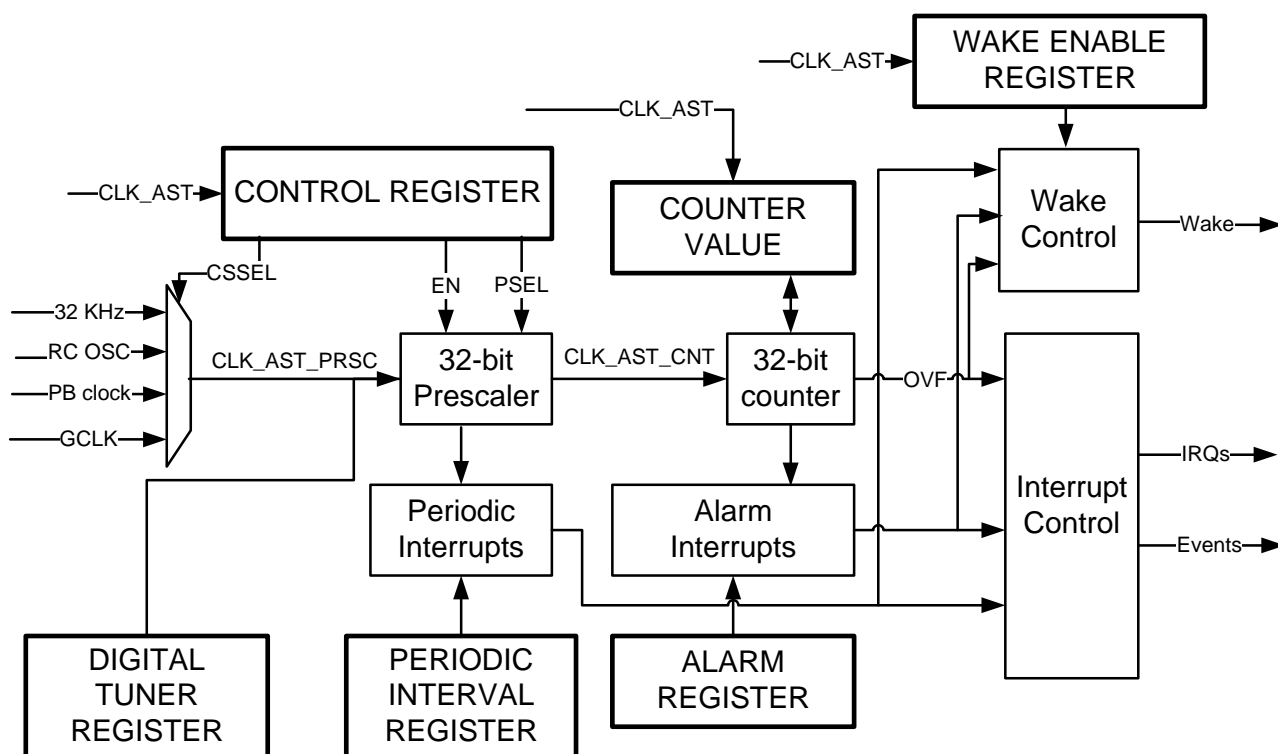 WAKE ENABLE
REGISTER
CLK_AST
CLK_AST
CONTROL REGISTER
CLK_AST
COUNTER
VALUE
Wake
Control
Wake
CSSEL
EN
PSEL
32 KHz
RC OSC
PB clock
GCLK
CLK_AST_PRSC
32-bit
Prescaler
CLK_AST_CNT
32-bit
counter
OVF
Periodic
Interrupts
Alarm
Interrupts
Interrupt
Control
IRQs
Events
DIGITAL
TUNER
REGISTER
PERIODIC
INTERVAL
REGISTER
ALARM
REGISTER